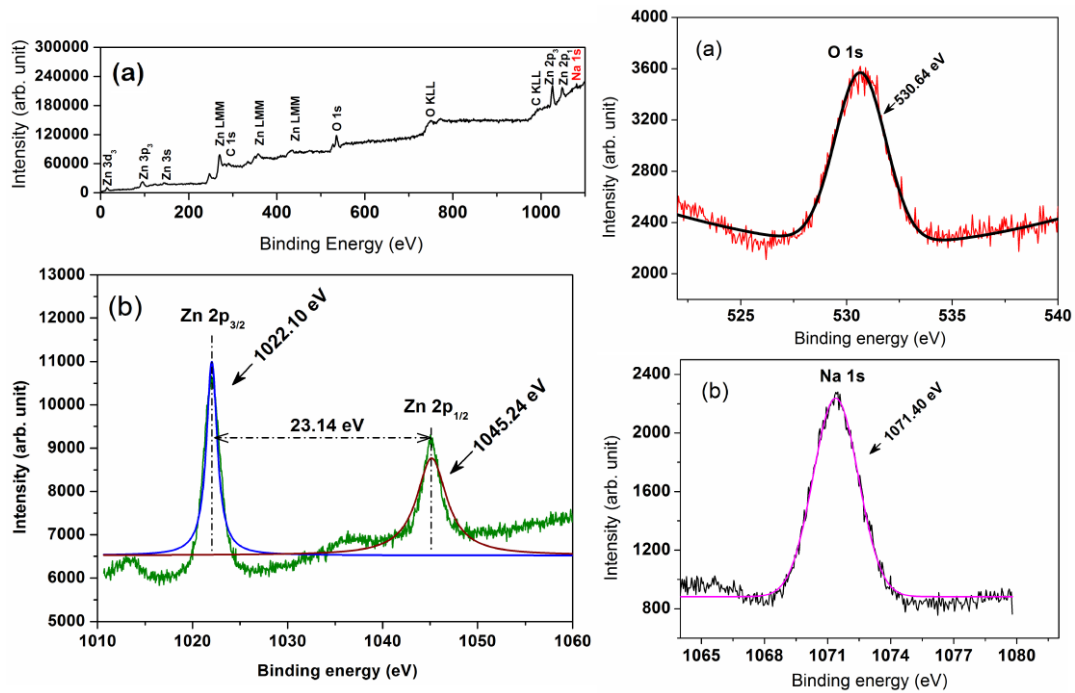 (a)
Intensity (arb. unit)
300000
240000
180000
120000
60000
0
Zn 3d3
Zn 3p3
Zn 3s
Zn LMM
C 1s
Zn LMM
Zn LMM
O 1s
O KLL
C KLL
Zn 2p3
Zn 2p1
Na 1s
0 200 400 600 800 1000
Binding Energy (eV)
(b)
Intensity (arb. unit)
13000
12000
11000
10000
9000
8000
7000
6000
5000
Zn 2p3/2
1022.10 eV
23.14 eV
Zn 2p1/2
1045.24 eV
1010 1020 1030 1040 1050 1060
Binding energy (eV)
(a)
Intensity (arb. unit)
4000
3600
3200
2800
2400
2000
O 1s
530.64 eV
525 530 535 540
Binding energy (eV)
(b)
Intensity (arb. unit)
2400
2000
1600
1200
800
Na 1s
1071.40 eV
1065 1068 1071 1074 1077 1080
Binding energy (eV)